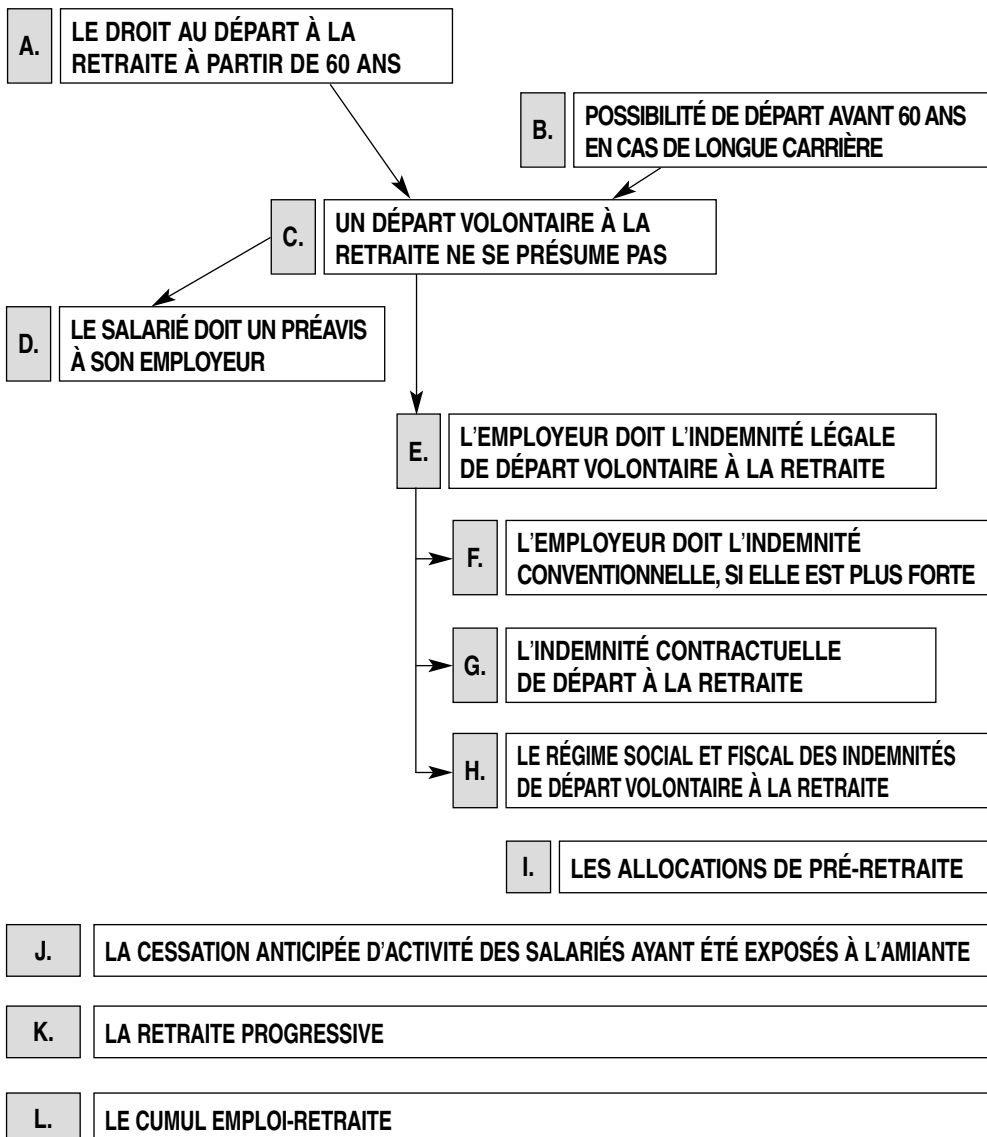 A.
LE DROIT AU DÉPART À LA
RETRAITE À PARTIR DE 60 ANS
B.
POSSIBILITÉ DE DÉPART AVANT 60 ANS
EN CAS DE LONGUE CARRIÈRE
C.
UN DÉPART VOLONTAIRE À LA
RETRAITE NE SE PRÉSUME PAS
D.
LE SALARIÉ DOIT UN PRÉAVIS
À SON EMPLOYEUR
E.
L'EMPLOYEUR DOIT L'INDEMNITÉ LÉGALE
DE DÉPART VOLONTAIRE À LA RETRAITE
F.
L'EMPLOYEUR DOIT L'INDEMNITÉ
CONVENTIONNELLE, SI ELLE EST PLUS FORTE
G.
L'INDEMNITÉ CONTRACTUELLE
DE DÉPART À LA RETRAITE
H.
LE RÉGIME SOCIAL ET FISCAL DES INDEMNITÉS
DE DÉPART VOLONTAIRE À LA RETRAITE
I.
LES ALLOCATIONS DE PRÉ-RETRAITE
J.
LA CESSATION ANTICIPÉE D'ACTIVITÉ DES SALARIÉS AYANT ÉTÉ EXPOSÉS À L'AMIANTE
K.
LA RETRAITE PROGRESSIVE
L.
LE CUMUL EMPLOI-RETRAITE